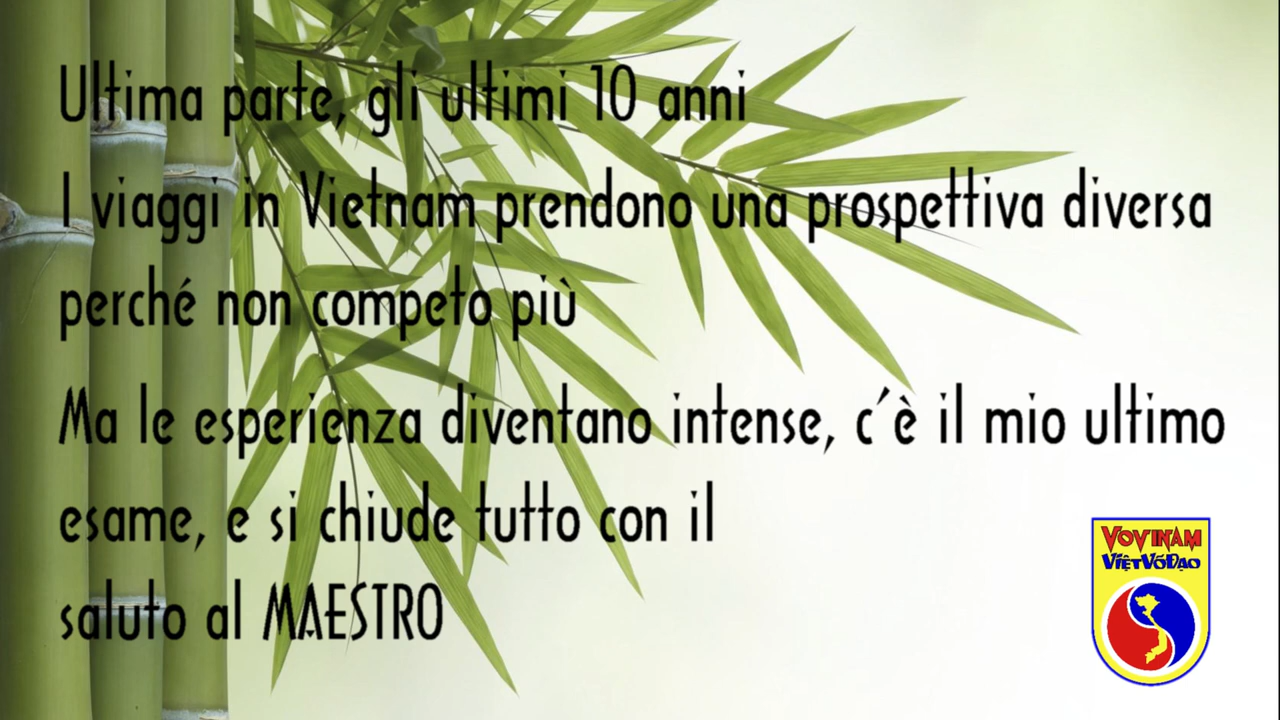 Ultima parte, gli ultimi 10 anni
I viaggi in Vietnam prendono una prospettiva diversa
perché non competo più
Ma le esperienza diventano intense, c´è il mio ultimo
esame, e si chiude tutto con il
saluto al MAESTRO
VOVINAM
VIỆT VÕ ĐẠO